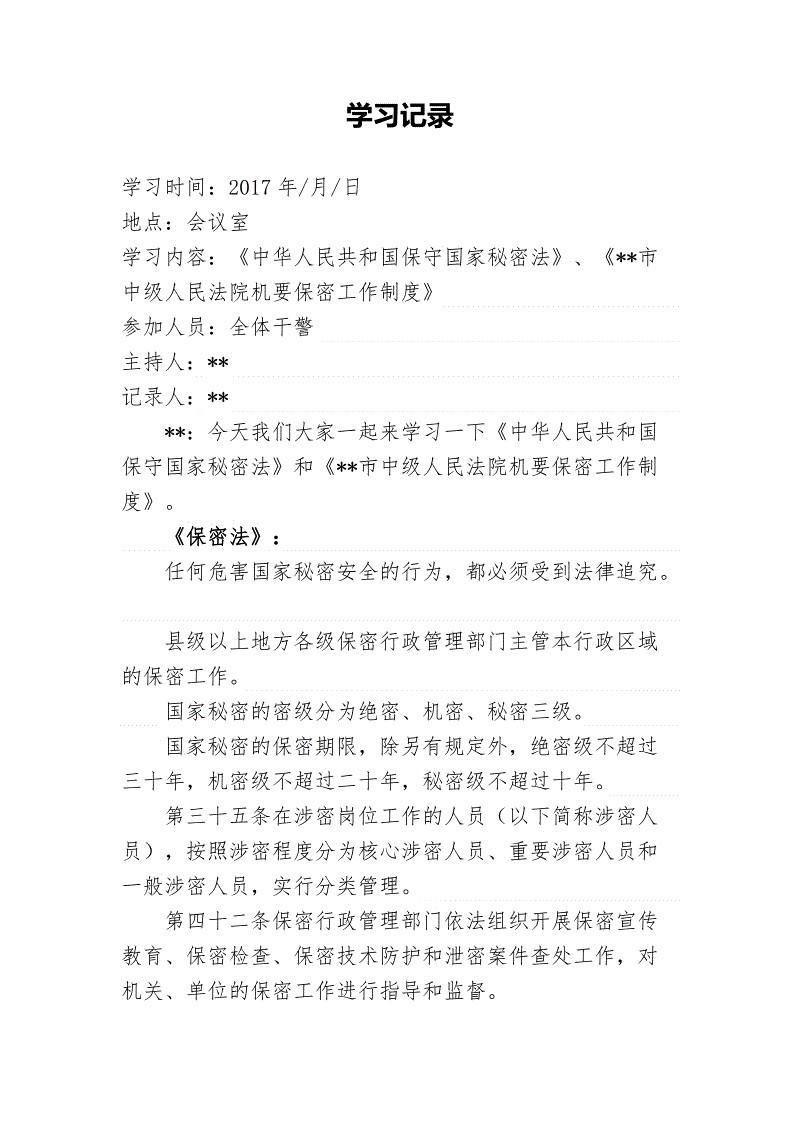 学习记录
学习时间：2017 年/月/日
地点：会议室
学习内容：《中华人民共和国保守国家秘密法》、《**市
中级人民法院机要保密工作制度》
参加人员：全体干警
主持人：**
记录人：**
**：今天我们大家一起来学习一下《中华人民共和国
保守国家秘密法》和《**市中级人民法院机要保密工作制
度》。
《保密法》：
任何危害国家秘密安全的行为，都必须受到法律追究。
县级以上地方各级保密行政管理部门主管本行政区域
的保密工作。
国家秘密的密级分为绝密、机密、秘密三级。
国家秘密的保密期限，除另有规定外，绝密级不超过
三十年，机密级不超过二十年，秘密级不超过十年。
第三十五条在涉密岗位工作的人员（以下简称涉密人
员），按照涉密程度分为核心涉密人员、重要涉密人员和
一般涉密人员，实行分类管理。
第四十二条保密行政管理部门依法组织开展保密宣传
教育、保密检查、保密技术防护和泄密案件查处工作，对
机关、单位的保密工作进行指导和监督。